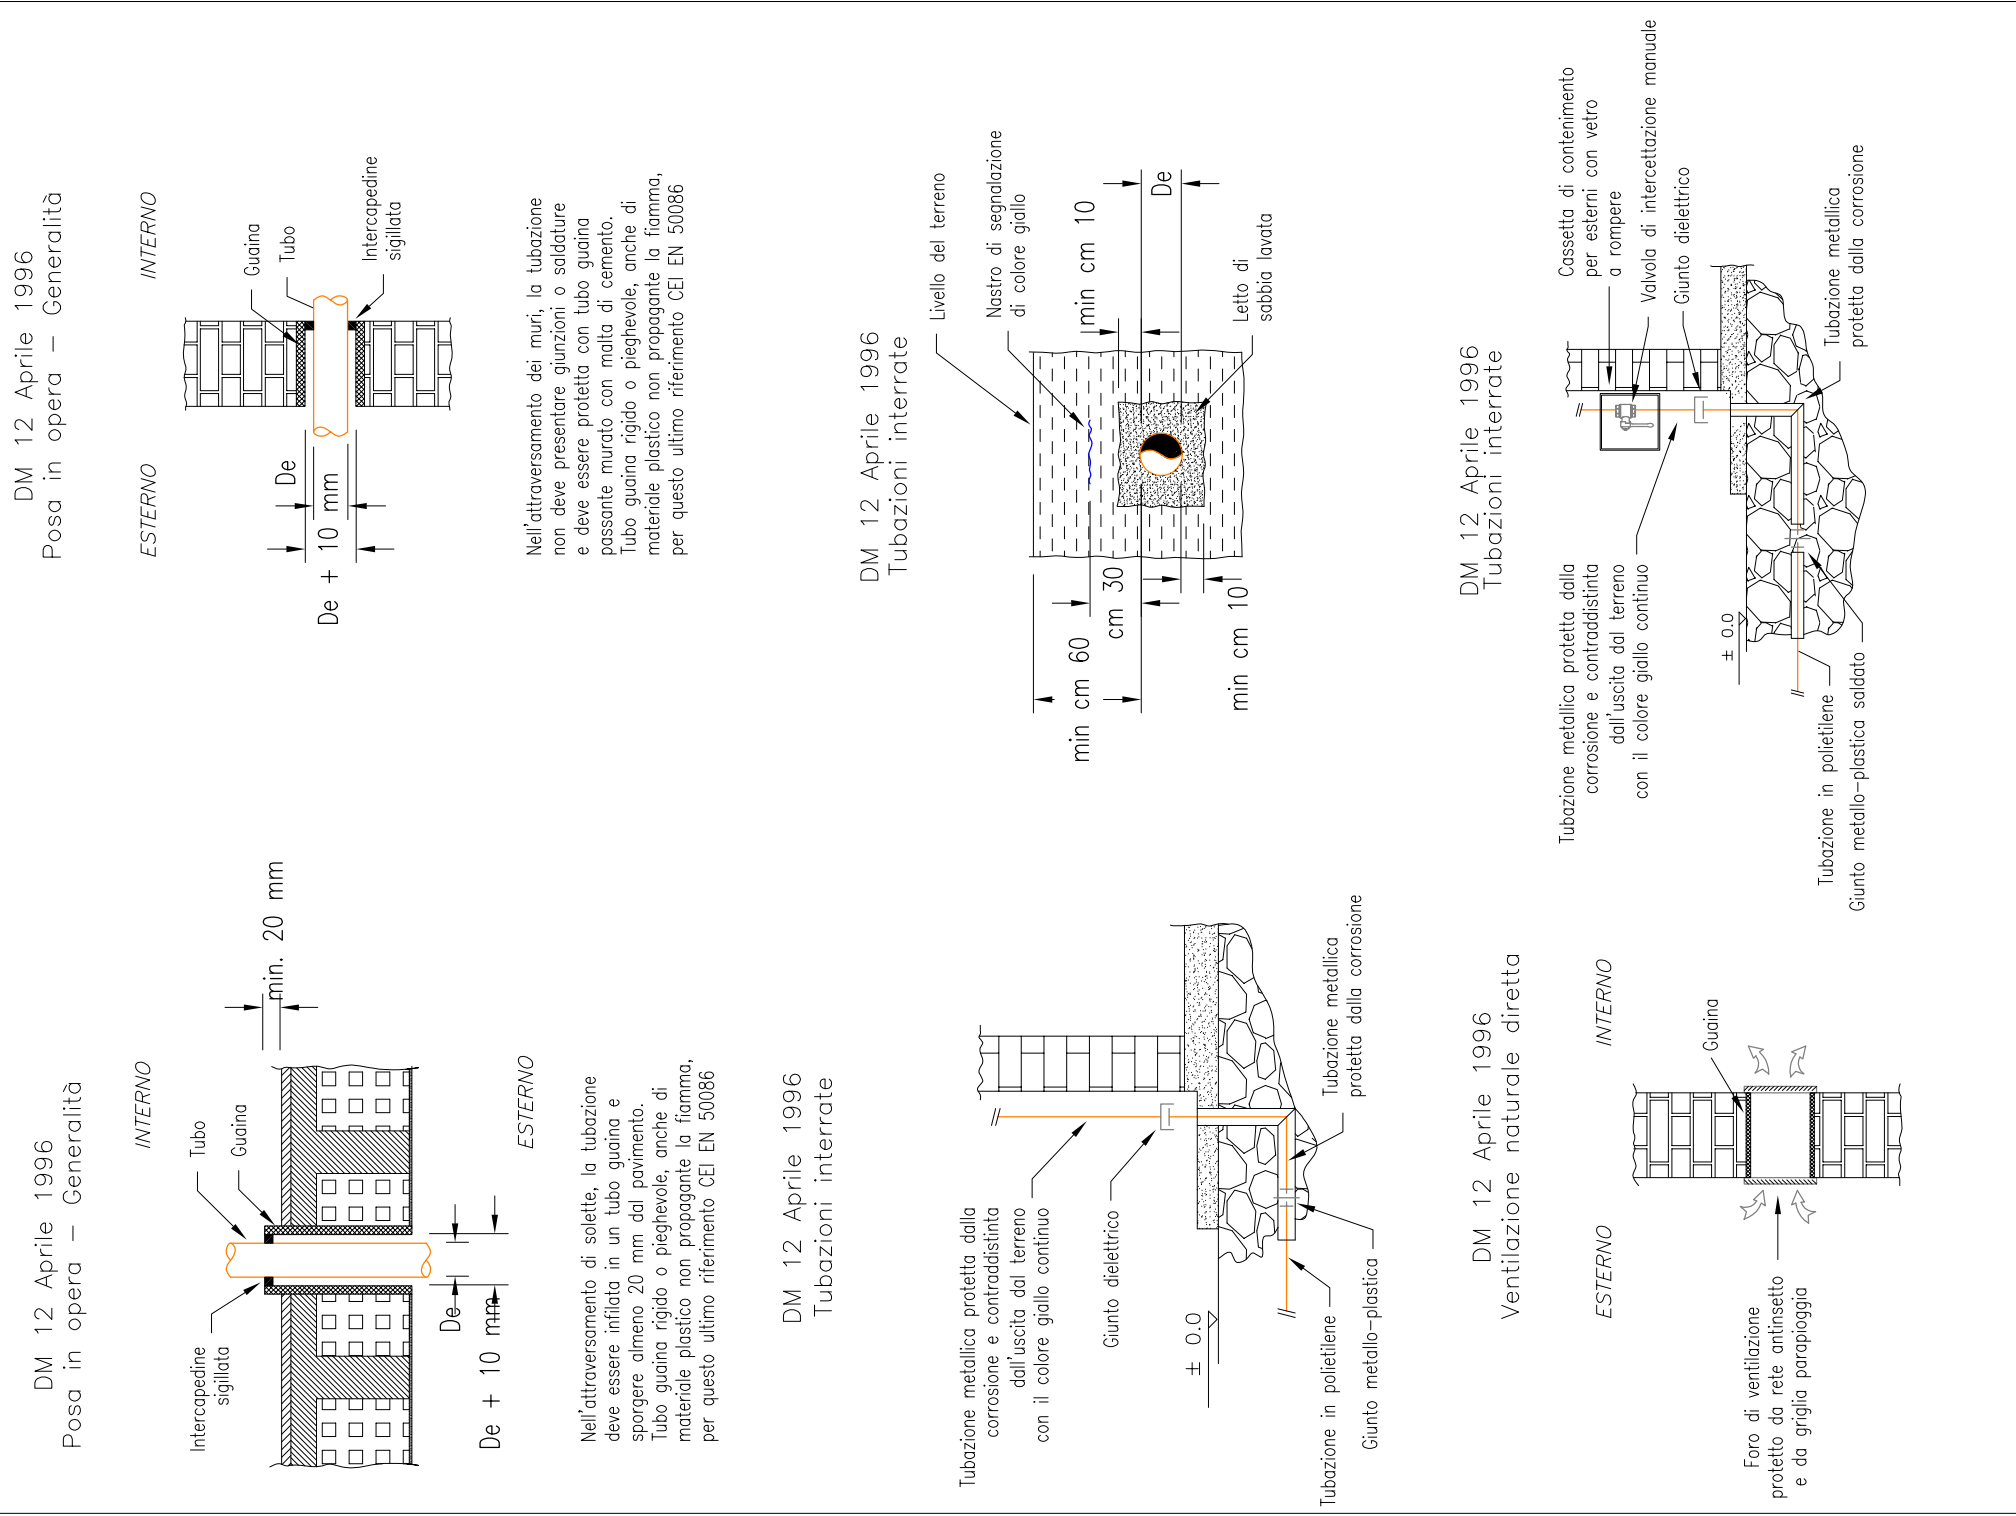 DM 12 Aprile 1996
Posa in opera – Generalità
INTERNO
Tubo
Guaina
min. 20 mm
Intercapedine
sigillata
De
De + 10 mm
ESTERNO
Nell'attraversamento di solette, la tubazione
deve essere infilata in un tubo guaina e
sporgere almeno 20 mm dal pavimento.
Tubo guaina rigido o pieghevole, anche di
materiale plastico non propagante la fiamma,
per questo ultimo riferimento CEI EN 50086
DM 12 Aprile 1996
Posa in opera – Generalità
ESTERNO
INTERNO
Guaina
Tubo
Intercapedine
sigillata
De
De + 10 mm
Nell'attraversamento dei muri, la tubazione
non deve presentare giunzioni o saldature
e deve essere protetta con tubo guaina
passante murato con malta di cemento.
Tubo guaina rigido o pieghevole, anche di
materiale plastico non propagante la fiamma,
per questo ultimo riferimento CEI EN 50086
DM 12 Aprile 1996
Tubazioni interrate
Tubazione metallica protetta dalla
corrosione e contraddistinta
dall'uscita dal terreno
con il colore giallo continuo
Giunto dielettrico
± 0.0
Tubazione in polietilene
Giunto metallo–plastica
Tubazione metallica
protetta dalla corrosione
DM 12 Aprile 1996
Tubazioni interrate
Livello del terreno
Nastro di segnalazione
di colore giallo
min cm 10
De
Letto di
sabbia lavata
min cm 60
cm 30
min cm 10
DM 12 Aprile 1996
Ventilazione naturale diretta
ESTERNO
INTERNO
Guaina
Foro di ventilazione
protetto da rete antinsetto
e da griglia parapioggia
DM 12 Aprile 1996
Tubazioni interrate
Cassetta di contenimento
per esterni con vetro
a rompere
Valvola di intercettazione manuale
Giunto dielettrico
Tubazione metallica protetta dalla
corrosione e contraddistinta
dall'uscita dal terreno
con il colore giallo continuo
± 0.0
Tubazione in polietilene
Giunto metallo–plastica saldato
Tubazione metallica
protetta dalla corrosione